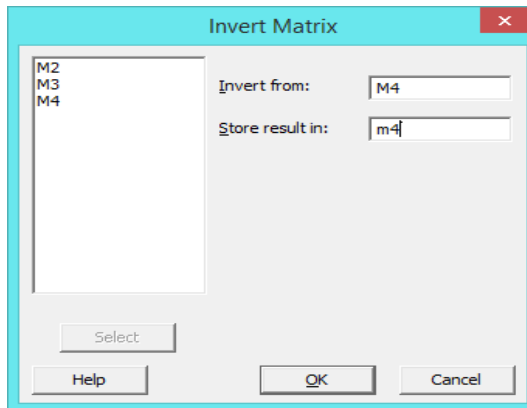 Invert Matrix
M2
M3
M4
Invert from:
M4
Store result in:
m4
Select
Help
OK
Cancel